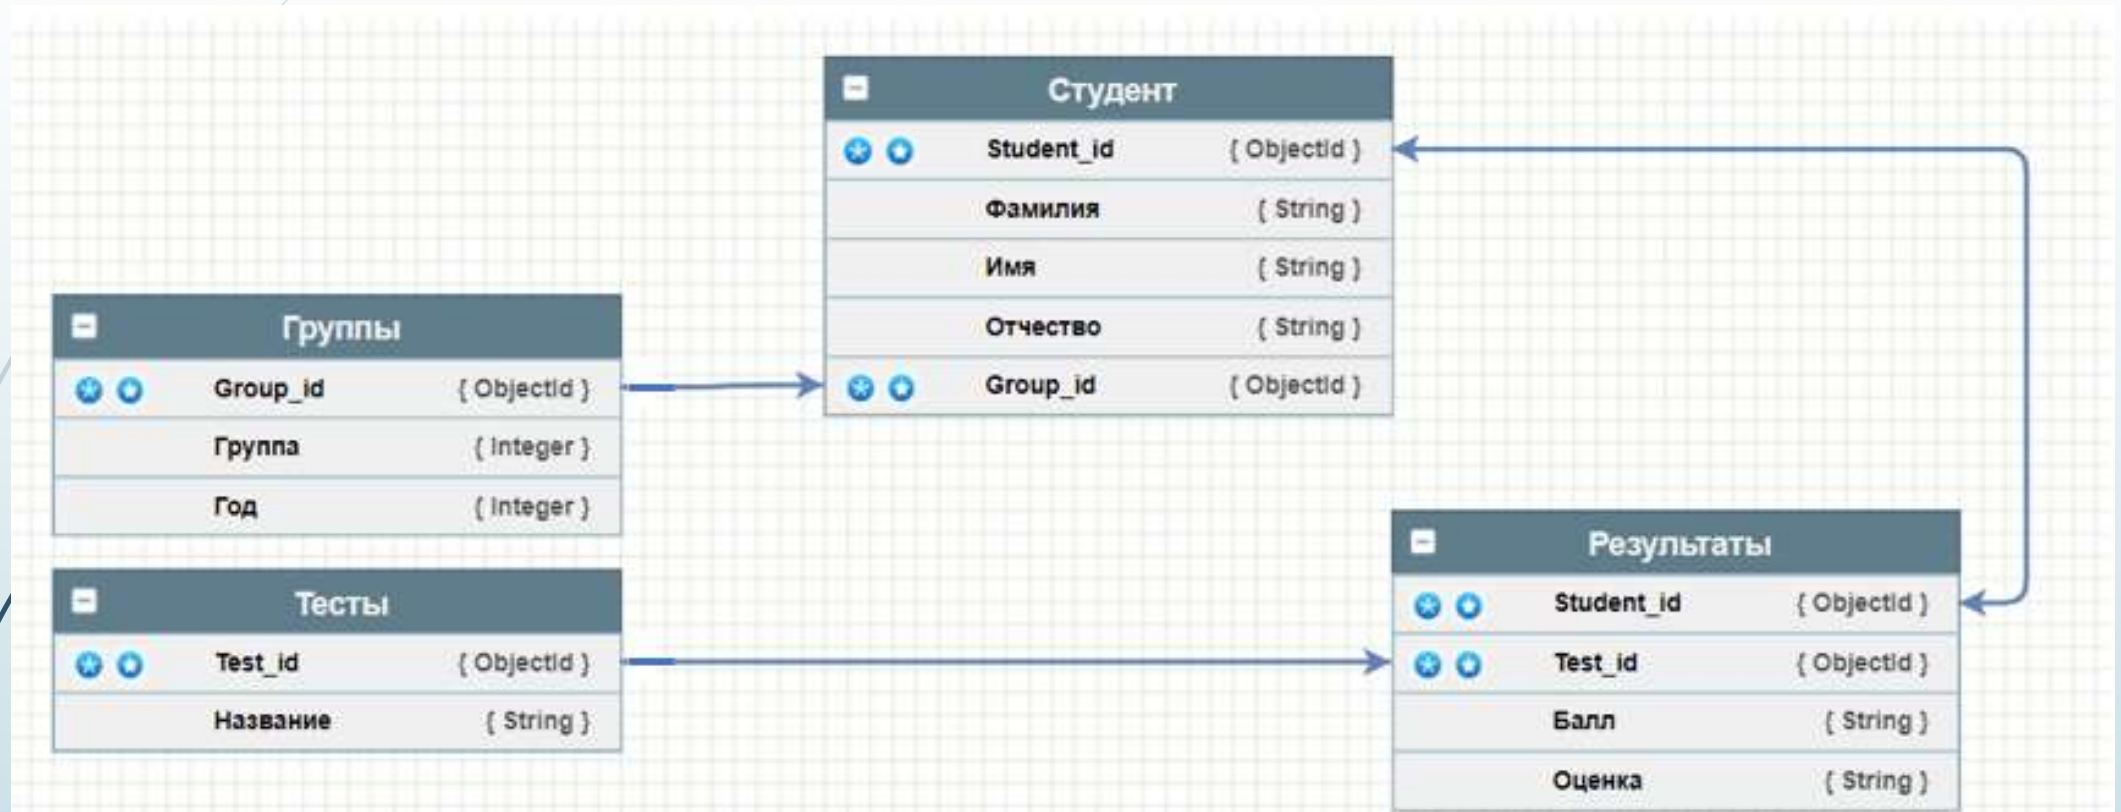 Студент
Student_id { ObjectId }
Фамилия { String }
Имя { String }
Отчество { String }
Group_id { ObjectId }
Группы
Group_id { ObjectId }
Группа { Integer }
Год { Integer }
Тесты
Test_id { ObjectId }
Название { String }
Результаты
Student_id { ObjectId }
Test_id { ObjectId }
Балл { String }
Оценка { String }